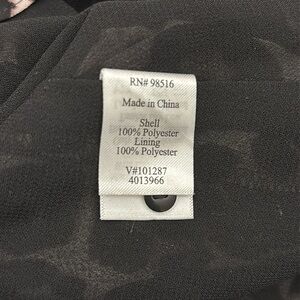 RN# 98516
Made in China
Shell
100% Polyester
Lining
100% Polyester
V#101287
4013966